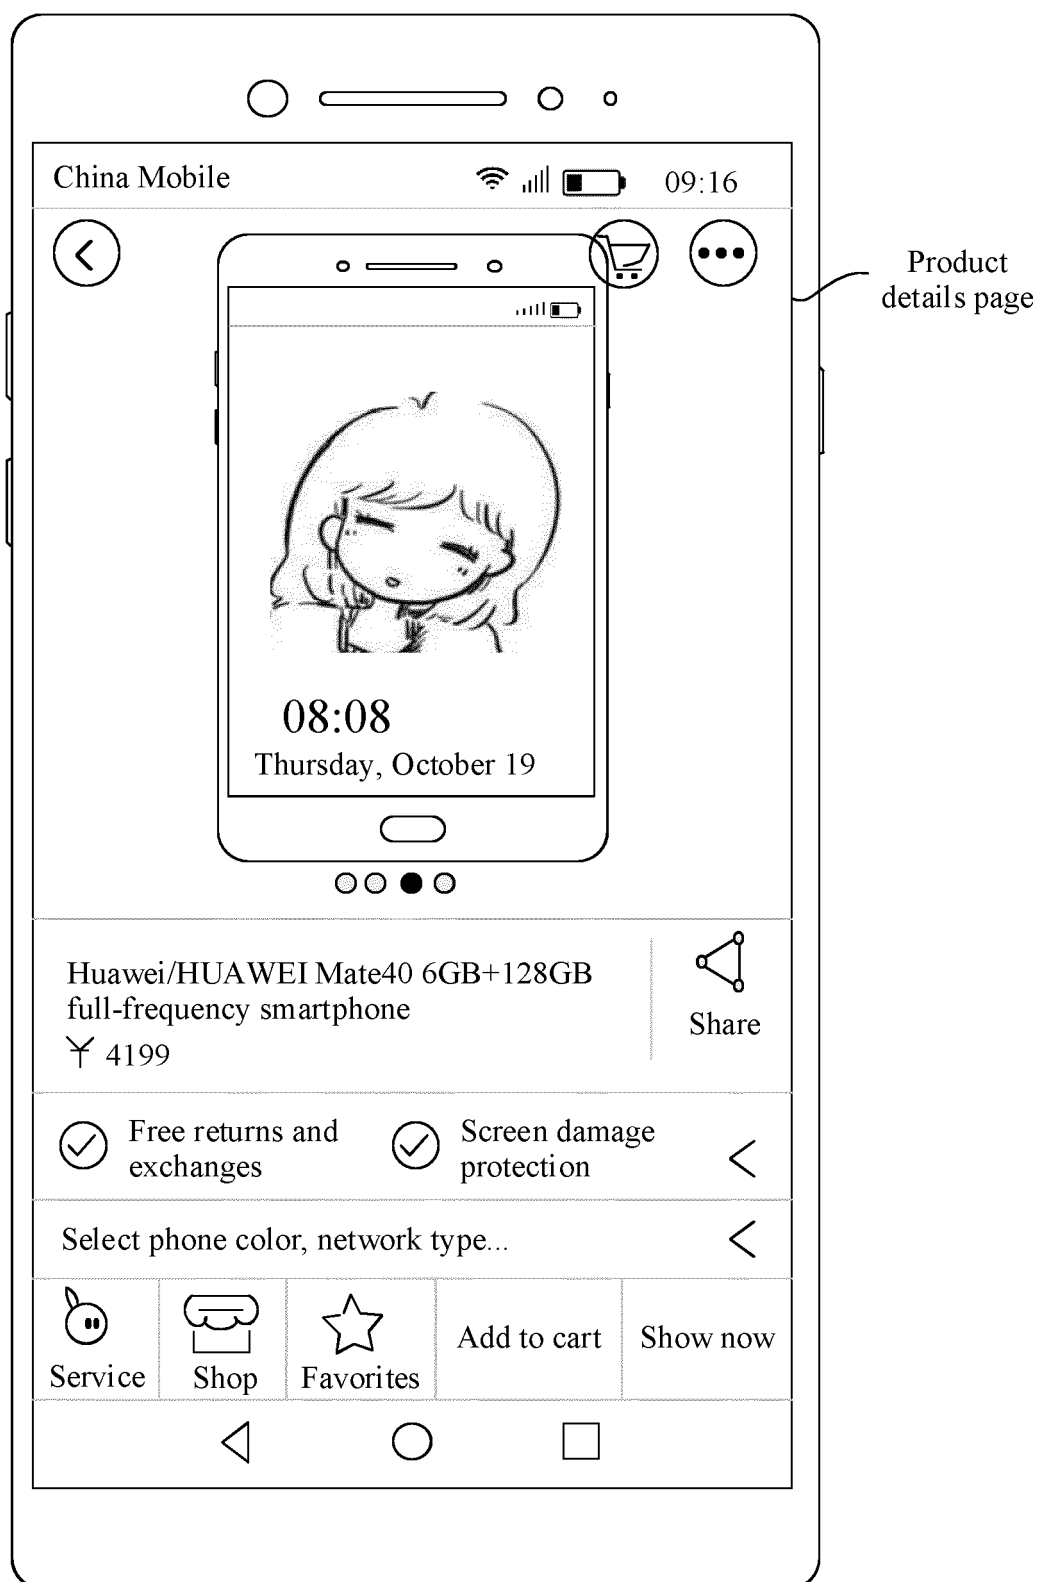 China Mobile 09:16
Product
details page
08:08
Thursday, October 19
Huawei/HUAWEI Mate40 6GB+128GB
full-frequency smartphone
¥ 4199
Share
Free returns and
exchanges
Screen damage
protection
Select phone color, network type...
Service
Shop
Favorites
Add to cart
Show now